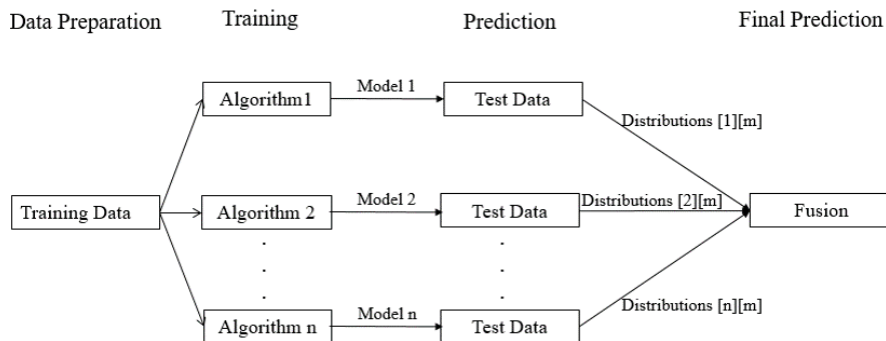 Data Preparation
Training
Prediction
Final Prediction
Algorithm1
Model 1
Test Data
Distributions [1][m]
Training Data
Algorithm 2
Model 2
Test Data
Distributions [2][m]
Fusion
.
.
.
.
.
.
Algorithm n
Model n
Test Data
Distributions [n][m]